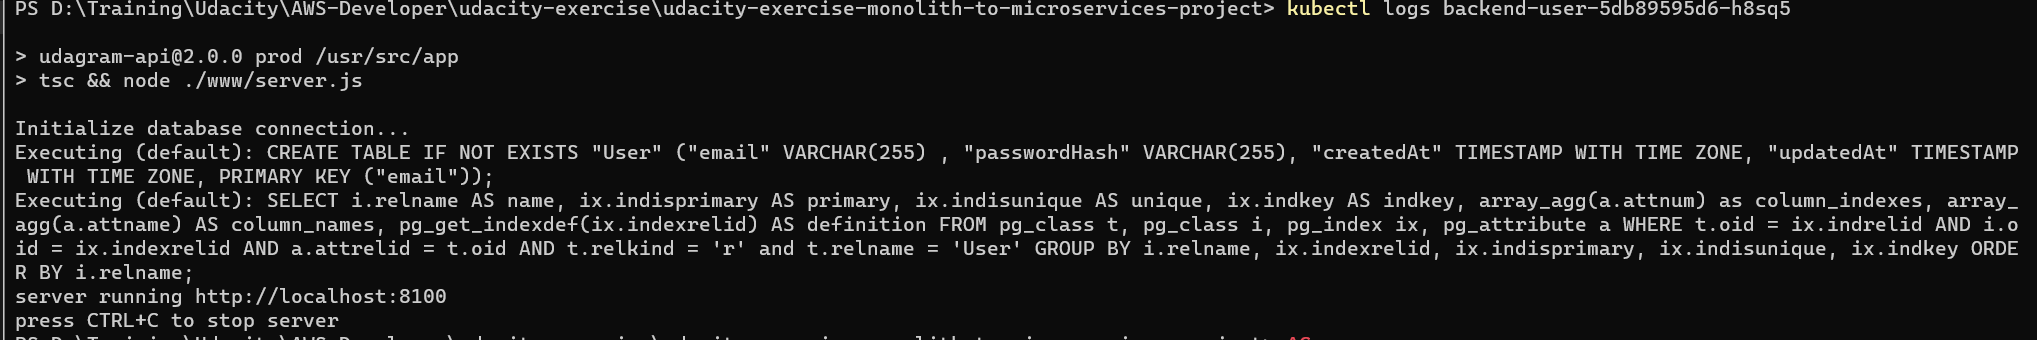 PS D:\Training\Udacity\AWS-Developer\udacity-exercise\udacity-exercise-monolith-to-microservices-project> kubectl logs backend-user-5db89595d6-h8sq5
> udagram-api@2.0.0 prod /usr/src/app
> tsc && node ./www/server.js
Initialize database connection...
Executing (default): CREATE TABLE IF NOT EXISTS "User" ("email" VARCHAR(255) , "passwordHash" VARCHAR(255), "createdAt" TIMESTAMP WITH TIME ZONE, "updatedAt" TIMESTAMP
 WITH TIME ZONE, PRIMARY KEY ("email"));
Executing (default): SELECT i.relname AS name, ix.indisprimary AS primary, ix.indisunique AS unique, ix.indkey AS indkey, array_agg(a.attnum) as column_indexes, array_
agg(a.attname) AS column_names, pg_get_indexdef(ix.indexrelid) AS definition FROM pg_class t, pg_class i, pg_index ix, pg_attribute a WHERE t.oid = ix.indrelid AND i.o
id = ix.indexrelid AND a.attrelid = t.oid AND t.relkind = 'r' and t.relname = 'User' GROUP BY i.relname, ix.indexrelid, ix.indisprimary, ix.indisunique, ix.indkey ORDE
R BY i.relname;
server running http://localhost:8100
press CTRL+C to stop server